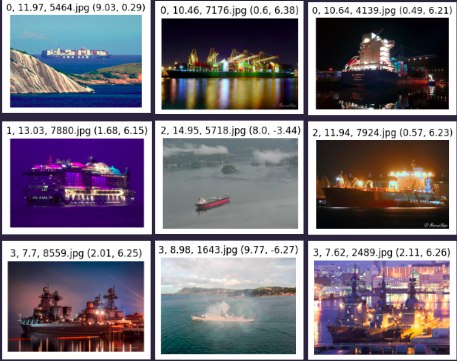 0, 11.97, 5464.jpg (9.03, 0.29)
0, 10.46, 7176.jpg (0.6, 6.38)
0, 10.64, 4139.jpg (0.49, 6.21)
1, 13.03, 7880.jpg (1.68, 6.15)
2, 14.95, 5718.jpg (8.0, -3.44)
2, 11.94, 7924.jpg (0.57, 6.23)
3, 7.7, 8559.jpg (2.01, 6.25)
3, 8.98, 1643.jpg (9.77, -6.27)
3, 7.62, 2489.jpg (2.11, 6.26)